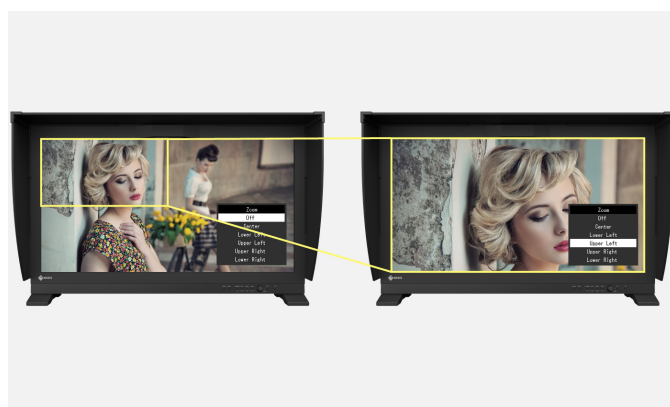 Zoom
Off
Center
Lower Left
Upper Left
Upper Right
Lower Right
Zoom
Off
Center
Lower Left
Upper Left
Upper Right
Lower Right